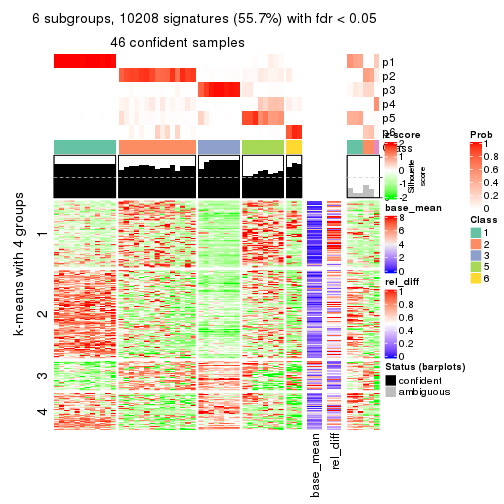 6 subgroups, 10208 signatures (55.7%) with fdr < 0.05
46 confident samples
p1
p2
p3
p4
p5
p6
Class
Silhouette
score
k-means with 4 groups
1
2
3
4
base_mean
rel_diff
z-score
2
1
0
-1
-2
base_mean
8
6
4
2
0
rel_diff
1
0.8
0.6
0.4
0.2
0
Status (barplots)
confident
ambiguous
Prob
1
0.8
0.6
0.4
0.2
0
Class
1
2
3
4
5
6